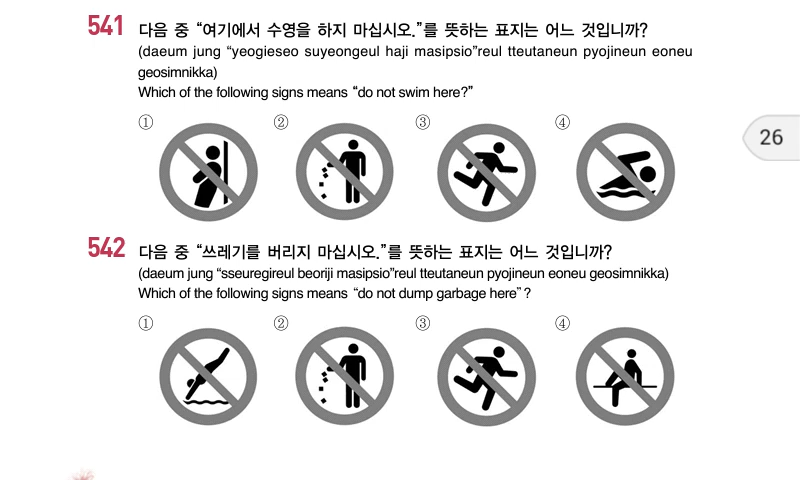 541 다음 중 “여기에서 수영을 하지 마십시오.”를 뜻하는 표지는 어느 것입니까?
(daeum jung “yeogieseo suyeongeul haji masipsio”reul tteutaneun pyojineun eoneu
geosimnikka)
Which of the following signs means “do not swim here?”
① ② ③ ④
26
542 다음 중 “쓰레기를 버리지 마십시오.”를 뜻하는 표지는 어느 것입니까?
(daeum jung “sseuregireul beoriji masipsio”reul tteutaneun pyojineun eoneu geosimnikka)
Which of the following signs means “do not dump garbage here” ?
① ② ③ ④